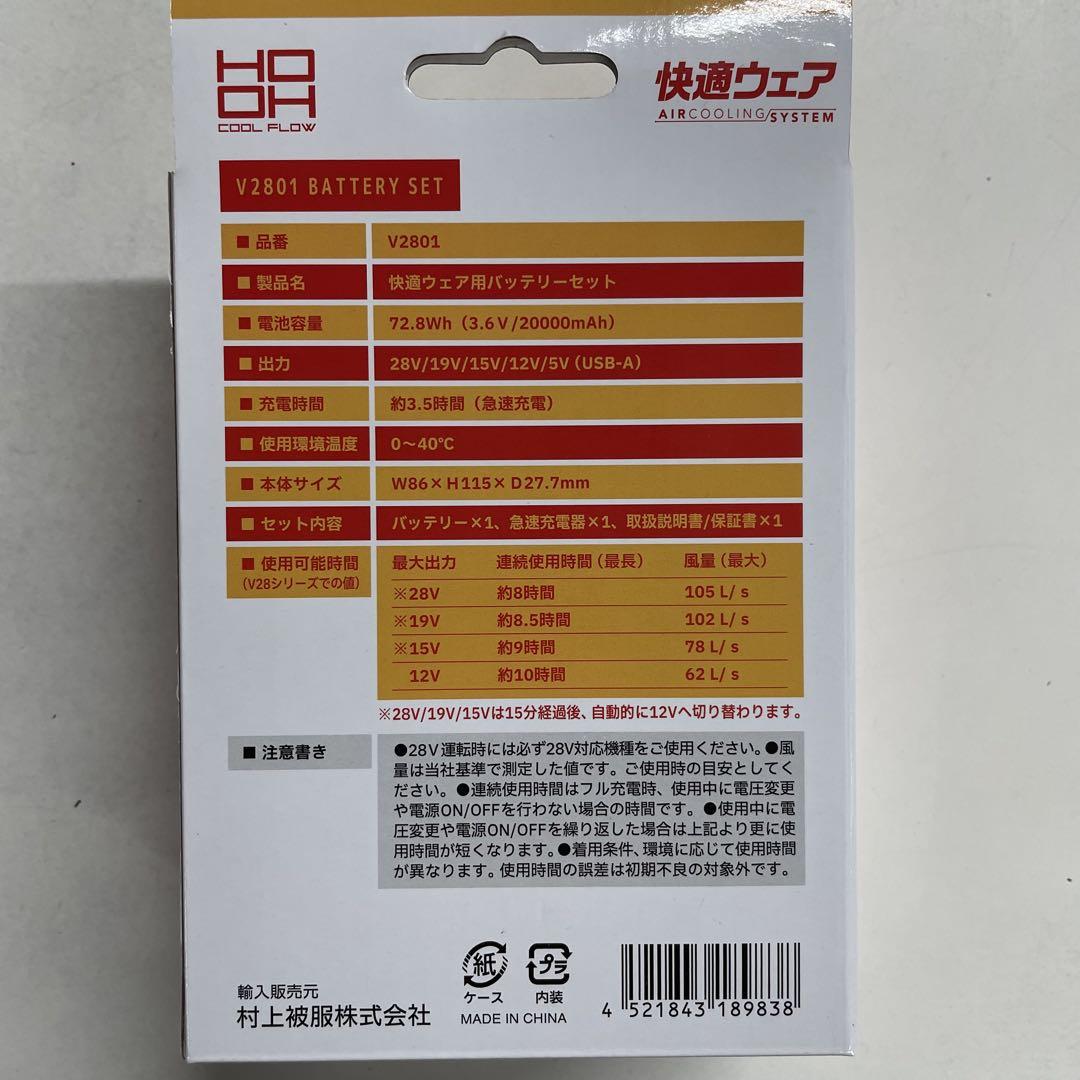 HO
OH
COOL FLOW
快適ウェア
AIRCOOLING/SYSTEM
V2801 BATTERY SET
■ 品番 V2801
■ 製品名 快適ウェア用バッテリーセット
■ 電池容量 72.8Wh（3.6V/20000mAh）
■ 出力 28V/19V/15V/12V/5V（USB-A）
■ 充電時間 約3.5時間（急速充電）
■ 使用環境温度 0～40℃
■ 本体サイズ W86×H115×D27.7mm
■ セット内容 バッテリー×1、急速充電器×1、取扱説明書/保証書×1
■ 使用可能時間
（V28シリーズでの値）
最大出力 連続使用時間（最長） 風量（最大）
※28V 約8時間 105 L/s
※19V 約8.5時間 102 L/s
※15V 約9時間 78 L/s
12V 約10時間 62 L/s
※28V/19V/15Vは15分経過後、自動的に12Vへ切り替わります。
■ 注意書き
●28V運転時には必ず28V対応機種をご使用ください。●風
量は当社基準で測定した値です。ご使用時の目安としてく
ださい。●連続使用時間はフル充電時、使用中に電圧変更
や電源ON/OFFを行わない場合の時間です。●使用中に電
圧変更や電源ON/OFFを繰り返した場合は上記より更に使
用時間が短くなります。●着用条件、環境に応じて使用時間
が異なります。使用時間の誤差は初期不良の対象外です。
輸入販売元
村上被服株式会社
紙
ケース
プラ
内装
MADE IN CHINA
4 521843 189838